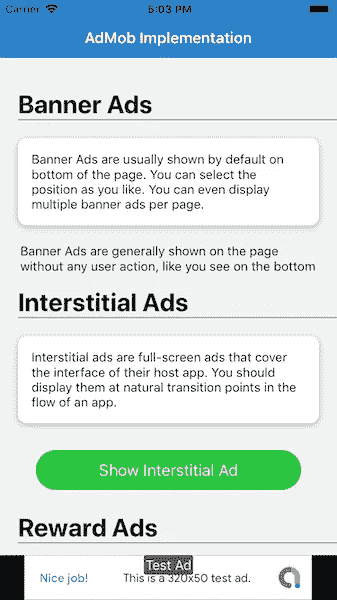 Carrier 5:03 PM
AdMob Implementation
Banner Ads
Banner Ads are usually shown by default on
bottom of the page. You can select the
position as you like. You can even display
multiple banner ads per page.
Banner Ads are generally shown on the page
without any user action, like you see on the bottom
Interstitial Ads
Interstitial ads are full-screen ads that cover
the interface of their host app. You should
display them at natural transition points in the
flow of an app.
Show Interstitial Ad
Reward Ads
Test Ad
Nice job! This is a 320x50 test ad.